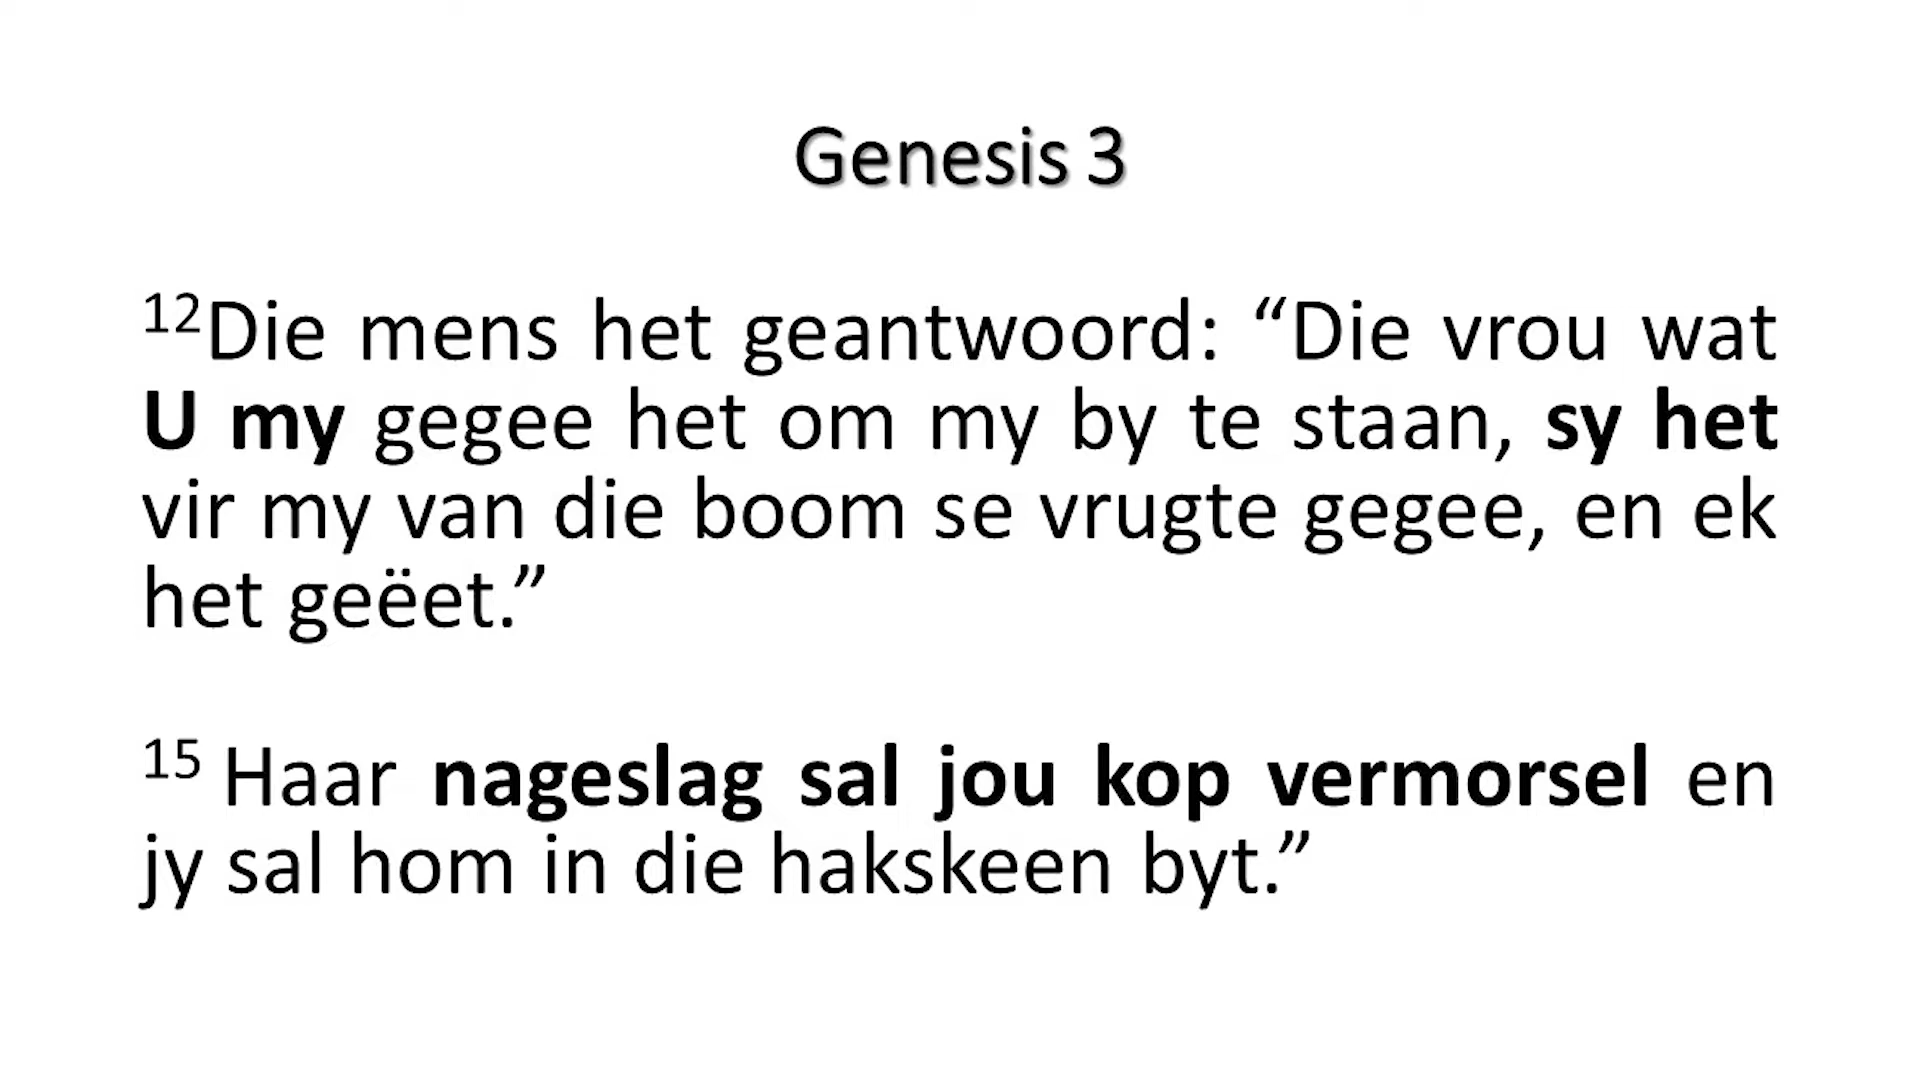 Genesis 3
12Die mens het geantwoord: “Die vrou wat
U my gegee het om my by te staan, sy het
vir my van die boom se vrugte gegee, en ek
het geëet.”
15 Haar nageslag sal jou kop vermorsel en
jy sal hom in die hakskeen byt.”